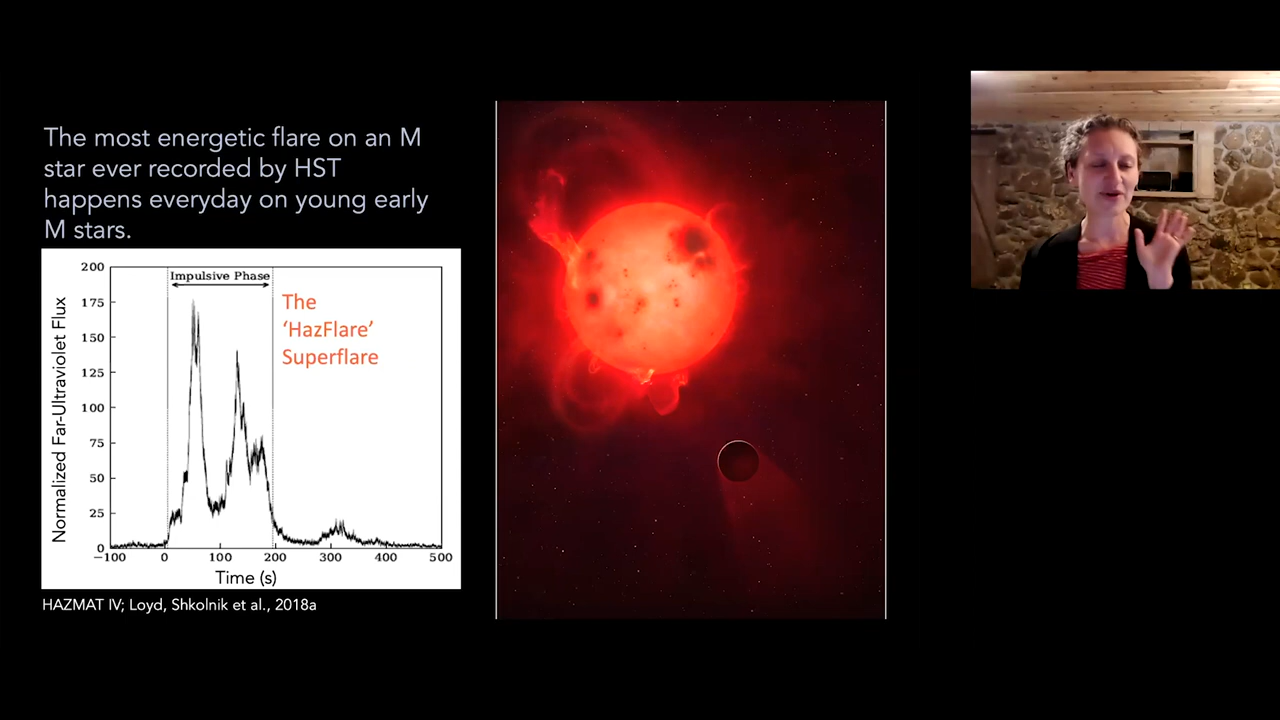 The most energetic flare on an M
star ever recorded by HST
happens everyday on young early
M stars.
200
175
150
125
100
75
50
25
0
Normalized Far-Ultraviolet Flux
Impulsive Phase
The
‘HazFlare’
Superflare
−100 0 100 200 300 400 500
Time (s)
HAZMAT IV; Loyd, Shkolnik et al., 2018a